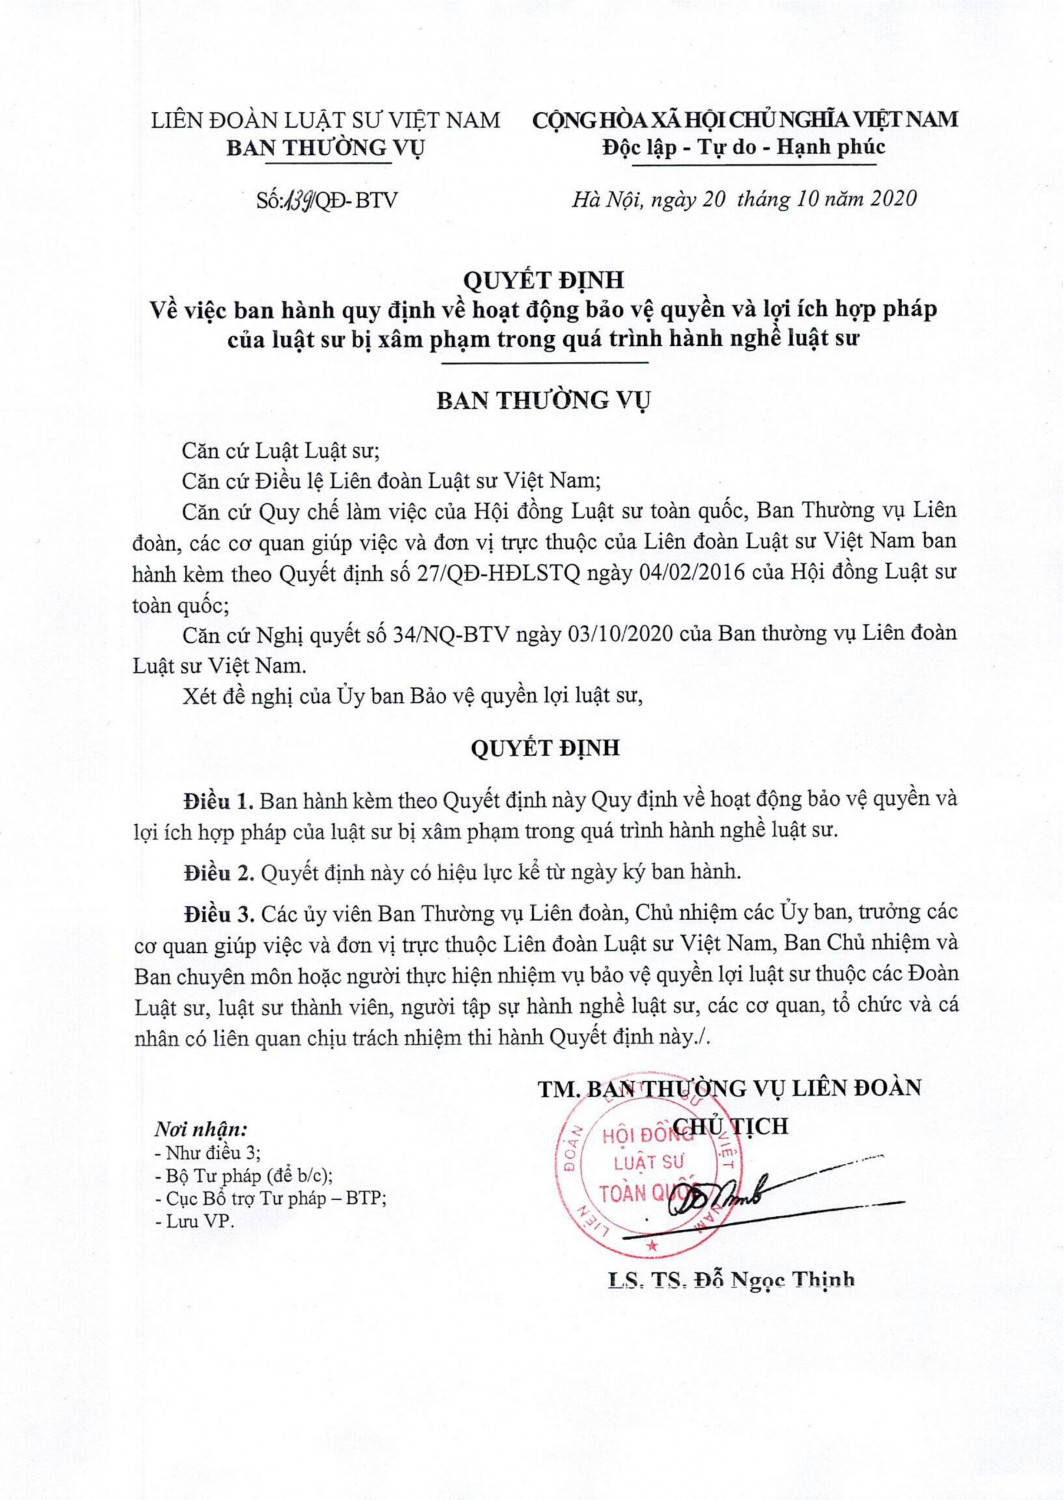 LIÊN ĐOÀN LUẬT SƯ VIỆT NAM
BAN THƯỜNG VỤ
Số:139/QĐ-BTV
CỘNG HÒA XÃ HỘI CHỦ NGHĨA VIỆT NAM
Độc lập - Tự do - Hạnh phúc
Hà Nội, ngày 20 tháng 10 năm 2020
QUYẾT ĐỊNH
Về việc ban hành quy định về hoạt động bảo vệ quyền và lợi ích hợp pháp
của luật sư bị xâm phạm trong quá trình hành nghề luật sư
BAN THƯỜNG VỤ
Căn cứ Luật Luật sư;
Căn cứ Điều lệ Liên đoàn Luật sư Việt Nam;
Căn cứ Quy chế làm việc của Hội đồng Luật sư toàn quốc, Ban Thường vụ Liên
đoàn, các cơ quan giúp việc và đơn vị trực thuộc của Liên đoàn Luật sư Việt Nam ban
hành kèm theo Quyết định số 27/QĐ-HĐLSTQ ngày 04/02/2016 của Hội đồng Luật sư
toàn quốc;
Căn cứ Nghị quyết số 34/NQ-BTV ngày 03/10/2020 của Ban thường vụ Liên đoàn
Luật sư Việt Nam.
Xét đề nghị của Ủy ban Bảo vệ quyền lợi luật sư,
QUYẾT ĐỊNH
Điều 1. Ban hành kèm theo Quyết định này Quy định về hoạt động bảo vệ quyền và
lợi ích hợp pháp của luật sư bị xâm phạm trong quá trình hành nghề luật sư.
Điều 2. Quyết định này có hiệu lực kể từ ngày ký ban hành.
Điều 3. Các ủy viên Ban Thường vụ Liên đoàn, Chủ nhiệm các Ủy ban, trưởng các
cơ quan giúp việc và đơn vị trực thuộc Liên đoàn Luật sư Việt Nam, Ban Chủ nhiệm và
Ban chuyên môn hoặc người thực hiện nhiệm vụ bảo vệ quyền lợi luật sư thuộc các Đoàn
Luật sư, luật sư thành viên, người tập sự hành nghề luật sư, các cơ quan, tổ chức và cá
nhân có liên quan chịu trách nhiệm thi hành Quyết định này./.
TM. BAN THƯỜNG VỤ LIÊN ĐOÀN
CHỦ TỊCH
LIÊN ĐOÀN LUẬT SƯ VIỆT NAM
HỘI ĐỒNG
LUẬT SƯ
TOÀN QUỐC
LS. TS. Đỗ Ngọc Thịnh
Nơi nhận:
- Như điều 3;
- Bộ Tư pháp (để b/c);
- Cục Bổ trợ Tư pháp – BTP;
- Lưu VP.